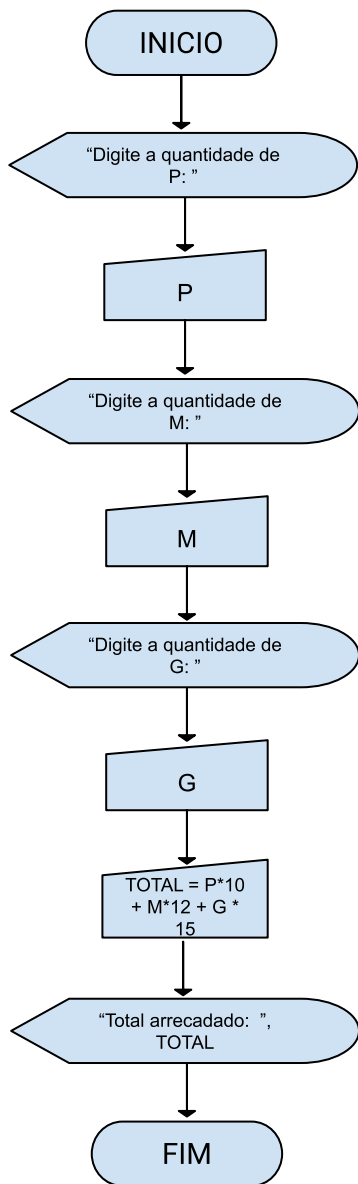 INICIO
“Digite a quantidade de
P: ”
P
“Digite a quantidade de
M: ”
M
“Digite a quantidade de
G: ”
G
TOTAL = P*10
+ M*12 + G *
15
“Total arrecadado:  ”,
TOTAL
FIM